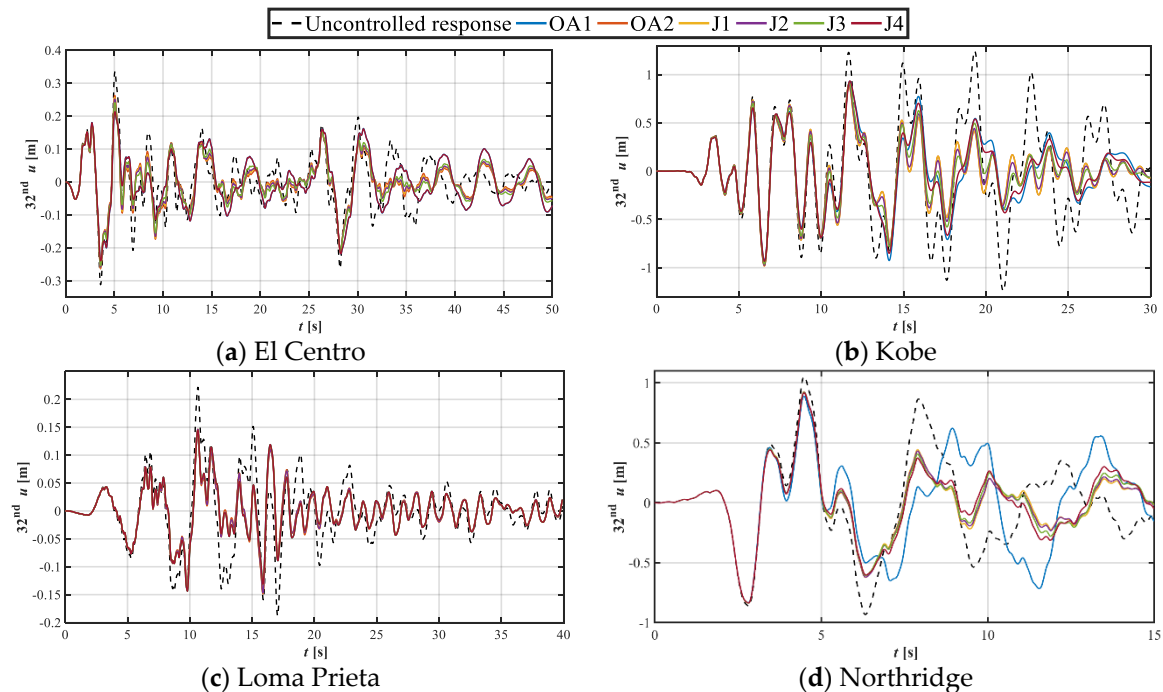 Uncontrolled response OA1 OA2 J1 J2 J3 J4
0.4
0.3
0.2
0.1
0
-0.1
-0.2
-0.3
32nd u [m]
0 5 10 15 20 25 30 35 40 45 50
t [s]
(a) El Centro
1
0.5
0
-0.5
-1
32nd u [m]
0 5 10 15 20 25 30
t [s]
(b) Kobe
0.2
0.15
0.1
0.05
0
-0.05
-0.1
-0.15
-0.2
32nd u [m]
0 5 10 15 20 25 30 35 40
t [s]
(c) Loma Prieta
1
0.5
0
-0.5
-1
32nd u [m]
0 5 10 15
t [s]
(d) Northridge